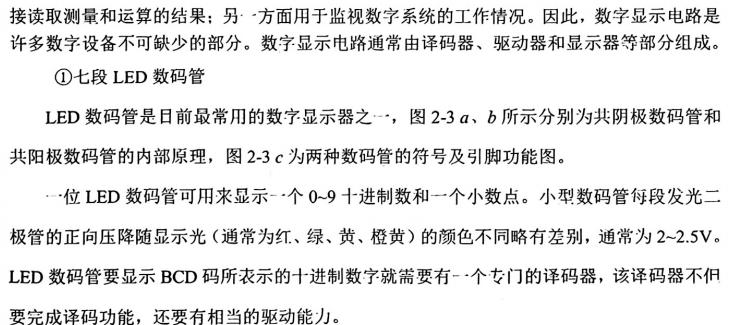 接读取测量和运算的结果；另一方面用于监视数字系统的工作情况。因此，数字显示电路是
许多数字设备不可缺少的部分。数字显示电路通常由译码器、驱动器和显示器等部分组成。
①七段 LED 数码管
LED 数码管是日前最常用的数字显示器之一，图 2-3 a、b 所示分别为共阴极数码管和
共阳极数码管的内部原理，图 2-3 c 为两种数码管的符号及引脚功能图。
一位 LED 数码管可用来显示一个 0~9 十进制数和一个小数点。小型数码管每段发光二
极管的正向压降随显示光（通常为红、绿、黄、橙黄）的颜色不同略有差别，通常为 2~2.5V。
LED 数码管要显示 BCD 码所表示的十进制数字就需要有一个专门的译码器，该译码器不但
要完成译码功能，还要有相当的驱动能力。